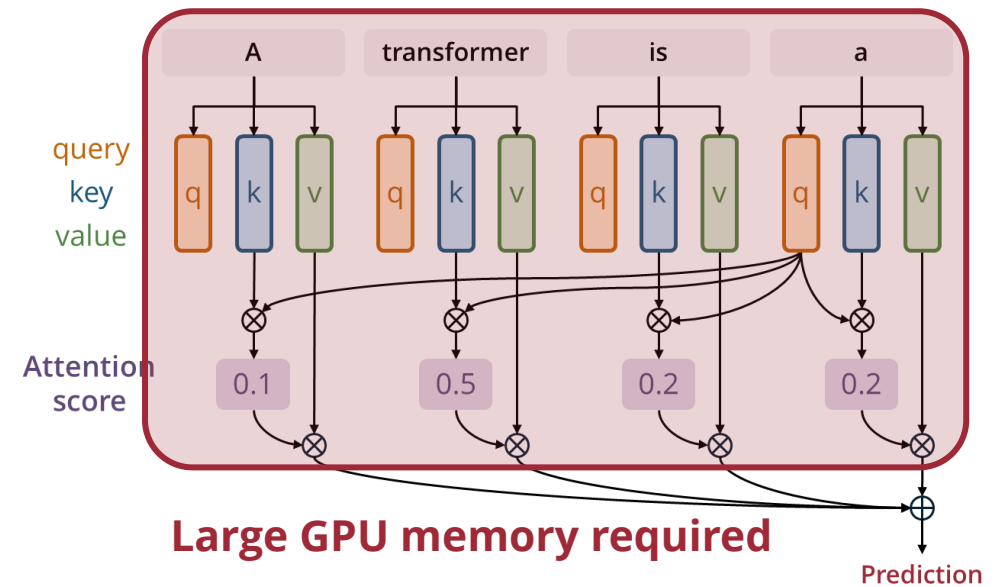 A transformer is a
query
key
value
q k v q k v q k v q k v
Attention
score
0.1 0.5 0.2 0.2
Large GPU memory required
Prediction